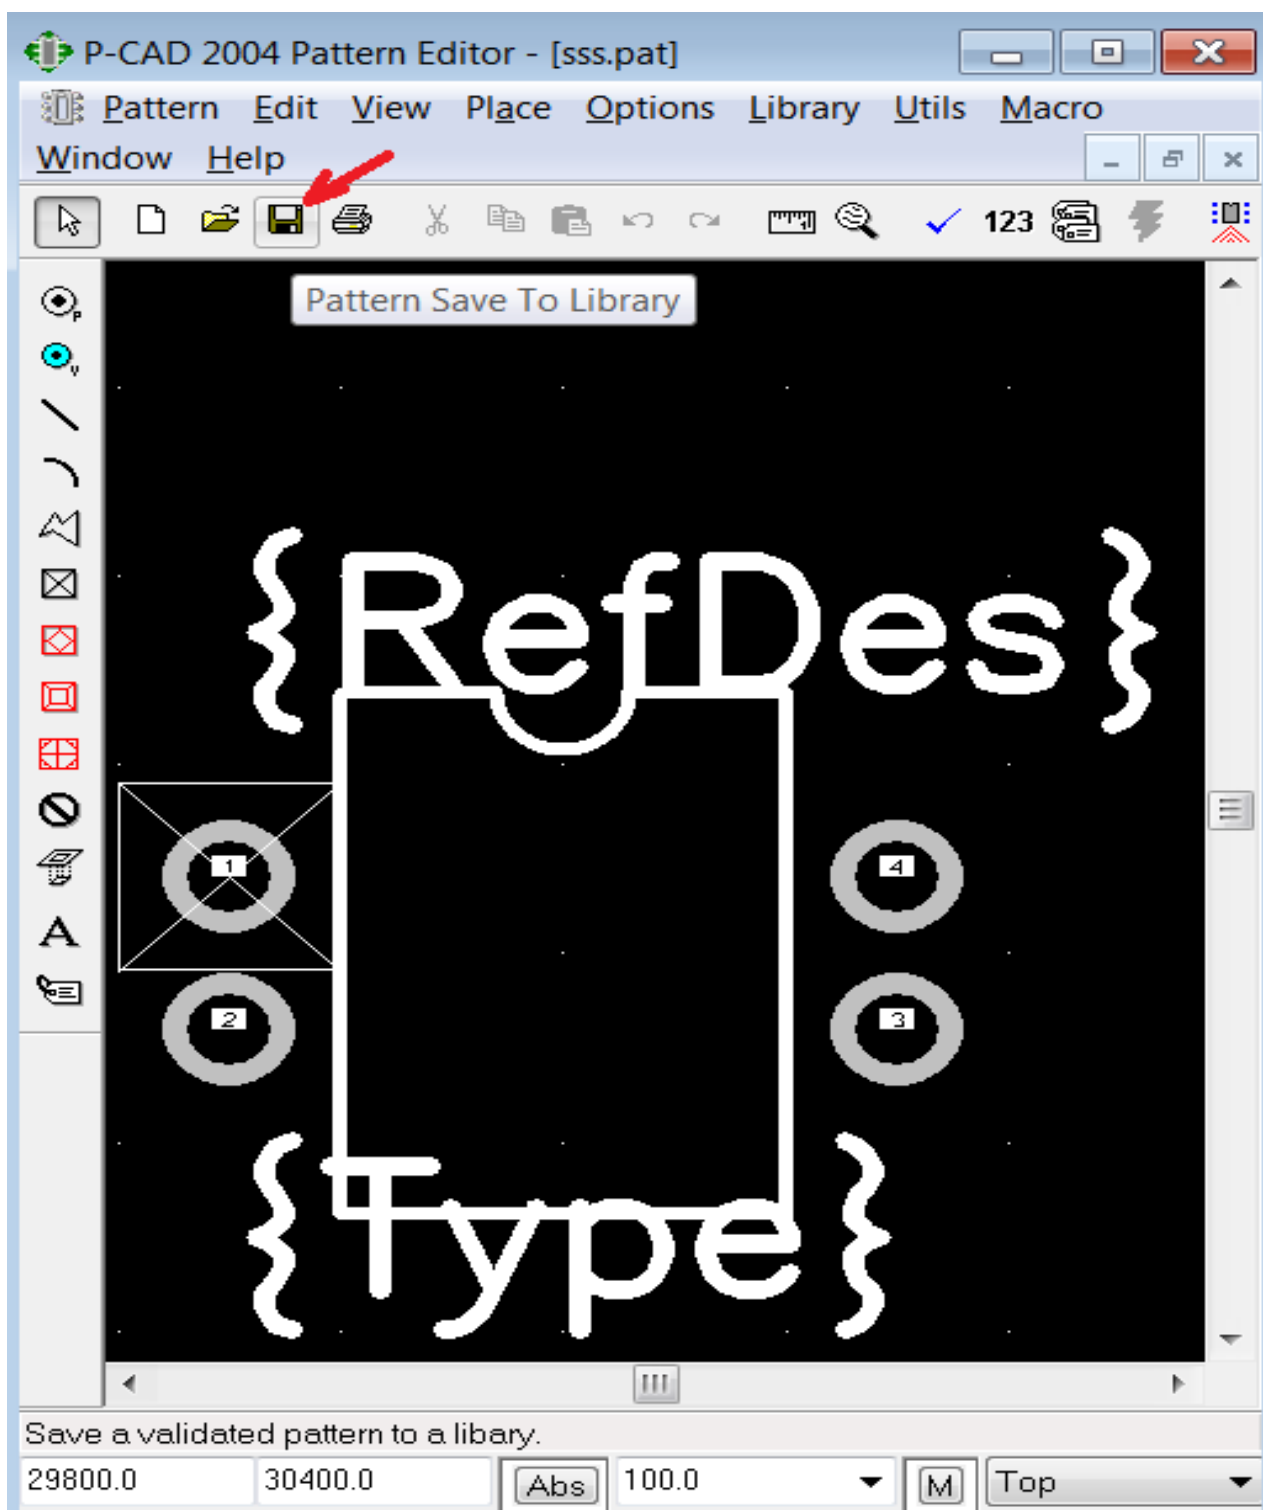 P-CAD 2004 Pattern Editor - [sss.pat]
Pattern Edit View Place Options Library Utils Macro
Window Help
123
Pattern Save To Library
P
V
A
{RefDes}
1
4
2
3
{Type}
Save a validated pattern to a libary.
29800.0 30400.0 Abs 100.0 M Top